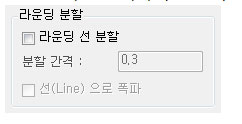 라운딩 분할
라운딩 선 분할
분할 간격 : 0.3
선(Line) 으로 폭파